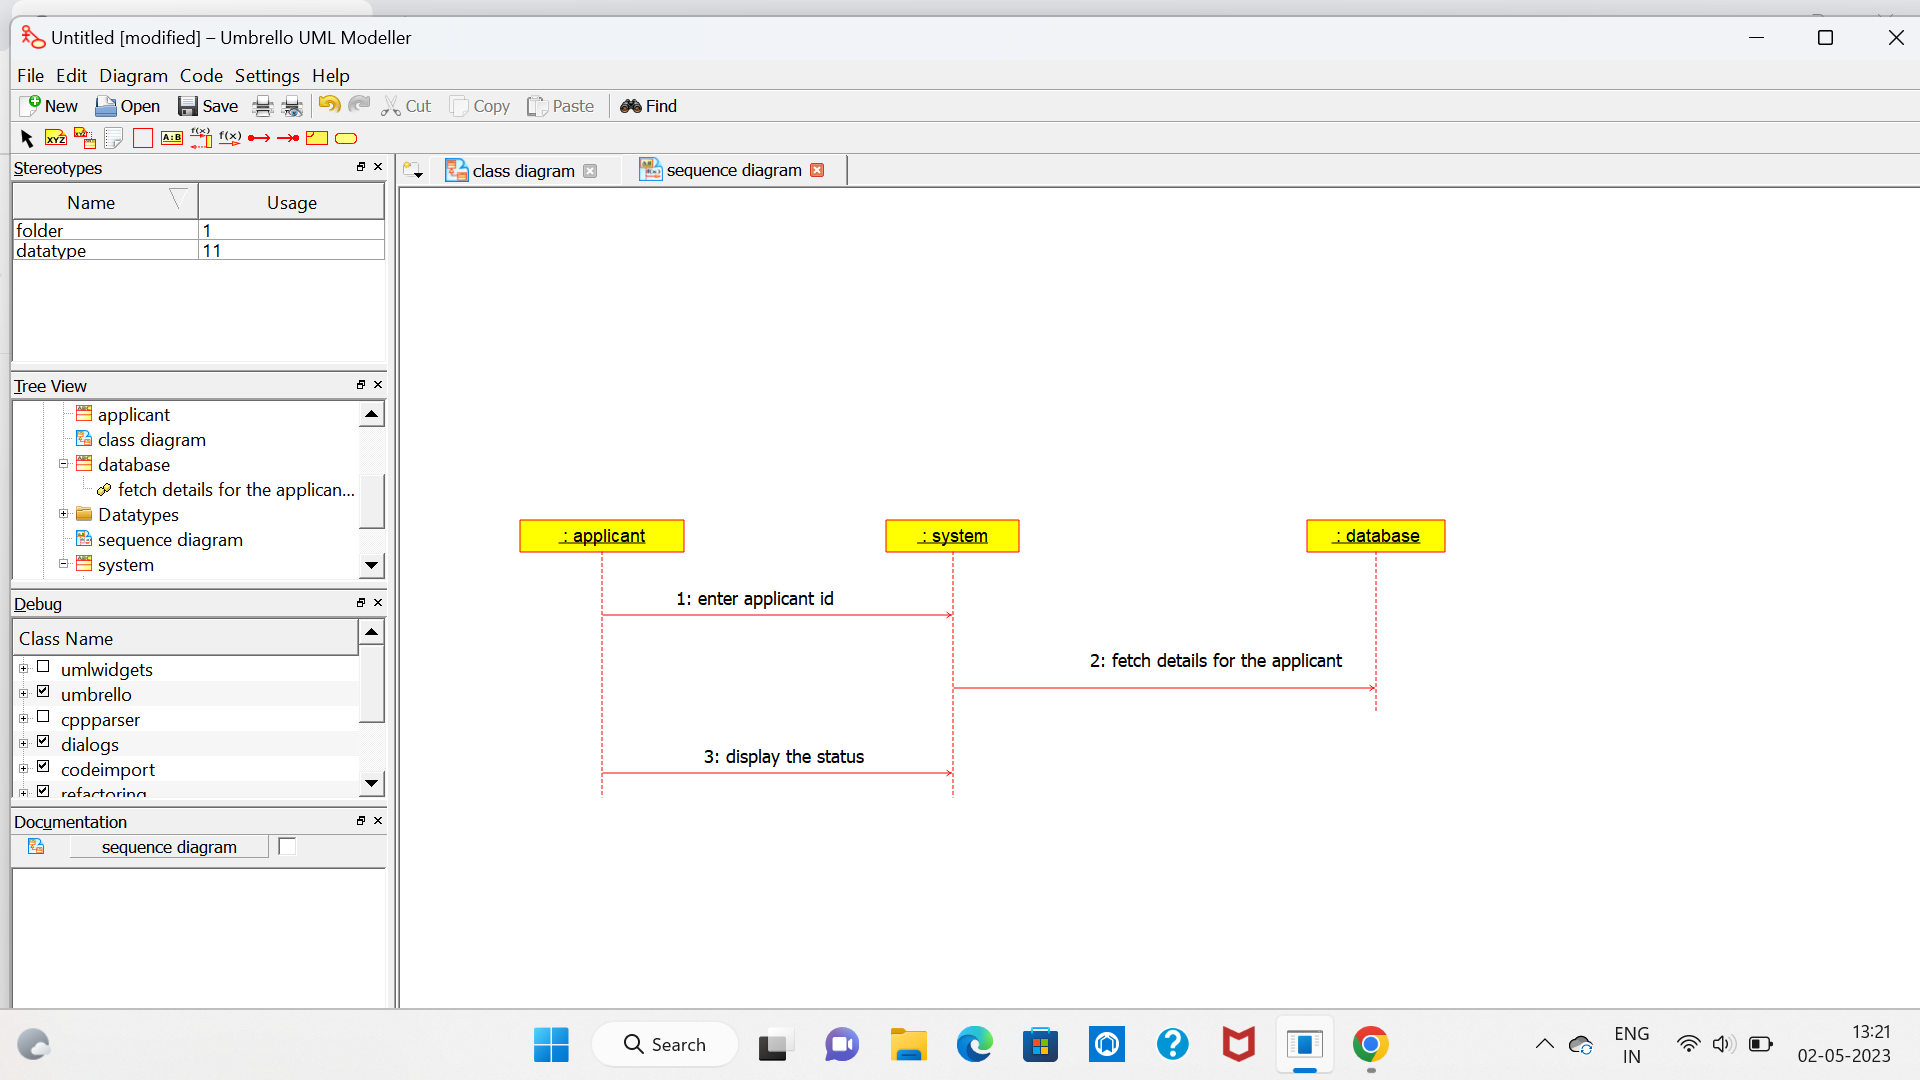 Untitled [modified] – Umbrello UML Modeller
File Edit Diagram Code Settings Help
New Open Save Cut Copy Paste Find
XYZ XYZ A:B f(x) f(x)
Stereotypes
class diagram sequence diagram
Name Usage
folder 1
datatype 11
Tree View
applicant
class diagram
database
fetch details for the applican...
Datatypes
sequence diagram
system
Debug
Class Name
umlwidgets
umbrello
cppparser
dialogs
codeimport
refactoring
Documentation
sequence diagram
: applicant : system : database
1: enter applicant id
2: fetch details for the applicant
3: display the status
Search
ENG
IN
13:21
02-05-2023